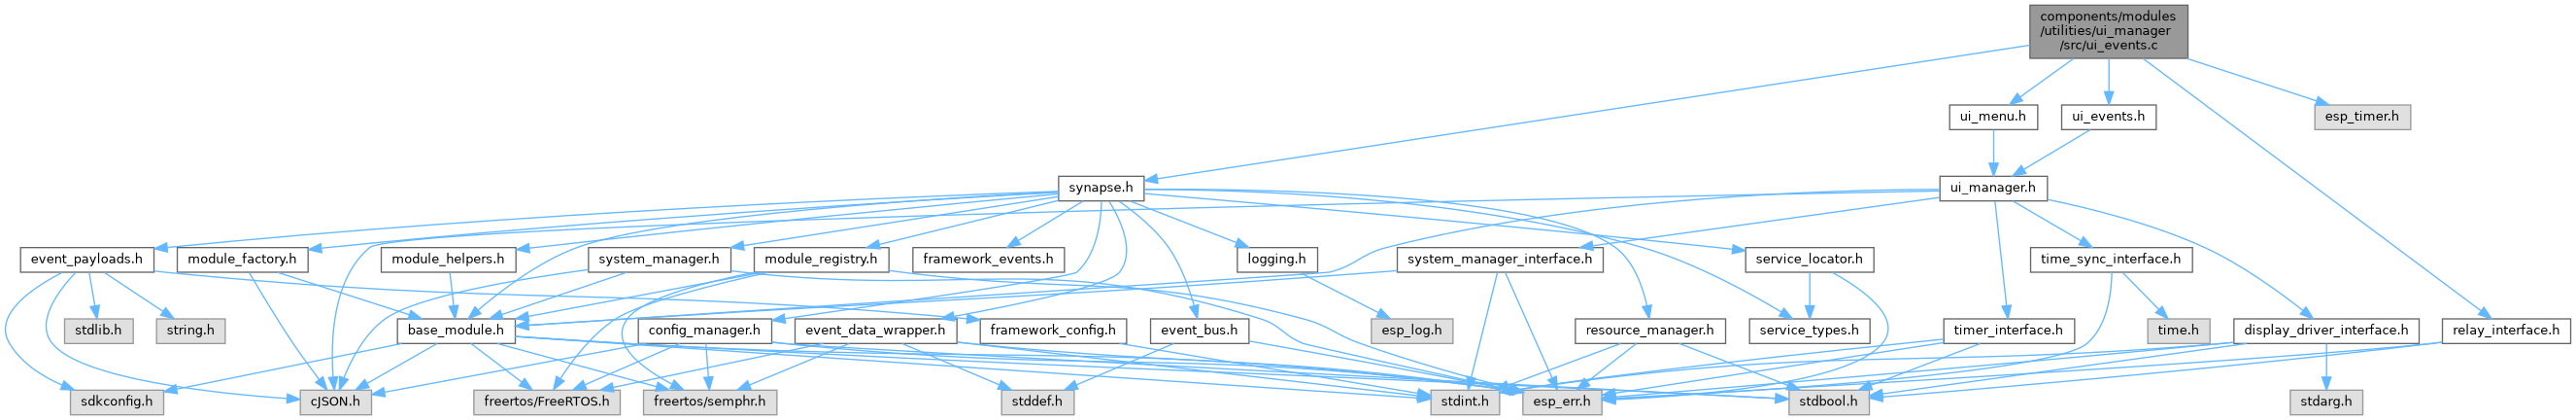 components/modules
/utilities/ui_manager
/src/ui_events.c
ui_menu.h
ui_events.h
esp_timer.h
synapse.h
ui_manager.h
event_payloads.h
module_factory.h
module_helpers.h
system_manager.h
module_registry.h
framework_events.h
logging.h
system_manager_interface.h
service_locator.h
time_sync_interface.h
stdlib.h
string.h
base_module.h
config_manager.h
event_data_wrapper.h
framework_config.h
event_bus.h
esp_log.h
resource_manager.h
service_types.h
timer_interface.h
time.h
display_driver_interface.h
relay_interface.h
sdkconfig.h
cJSON.h
freertos/FreeRTOS.h
freertos/semphr.h
stddef.h
stdint.h
esp_err.h
stdbool.h
stdarg.h